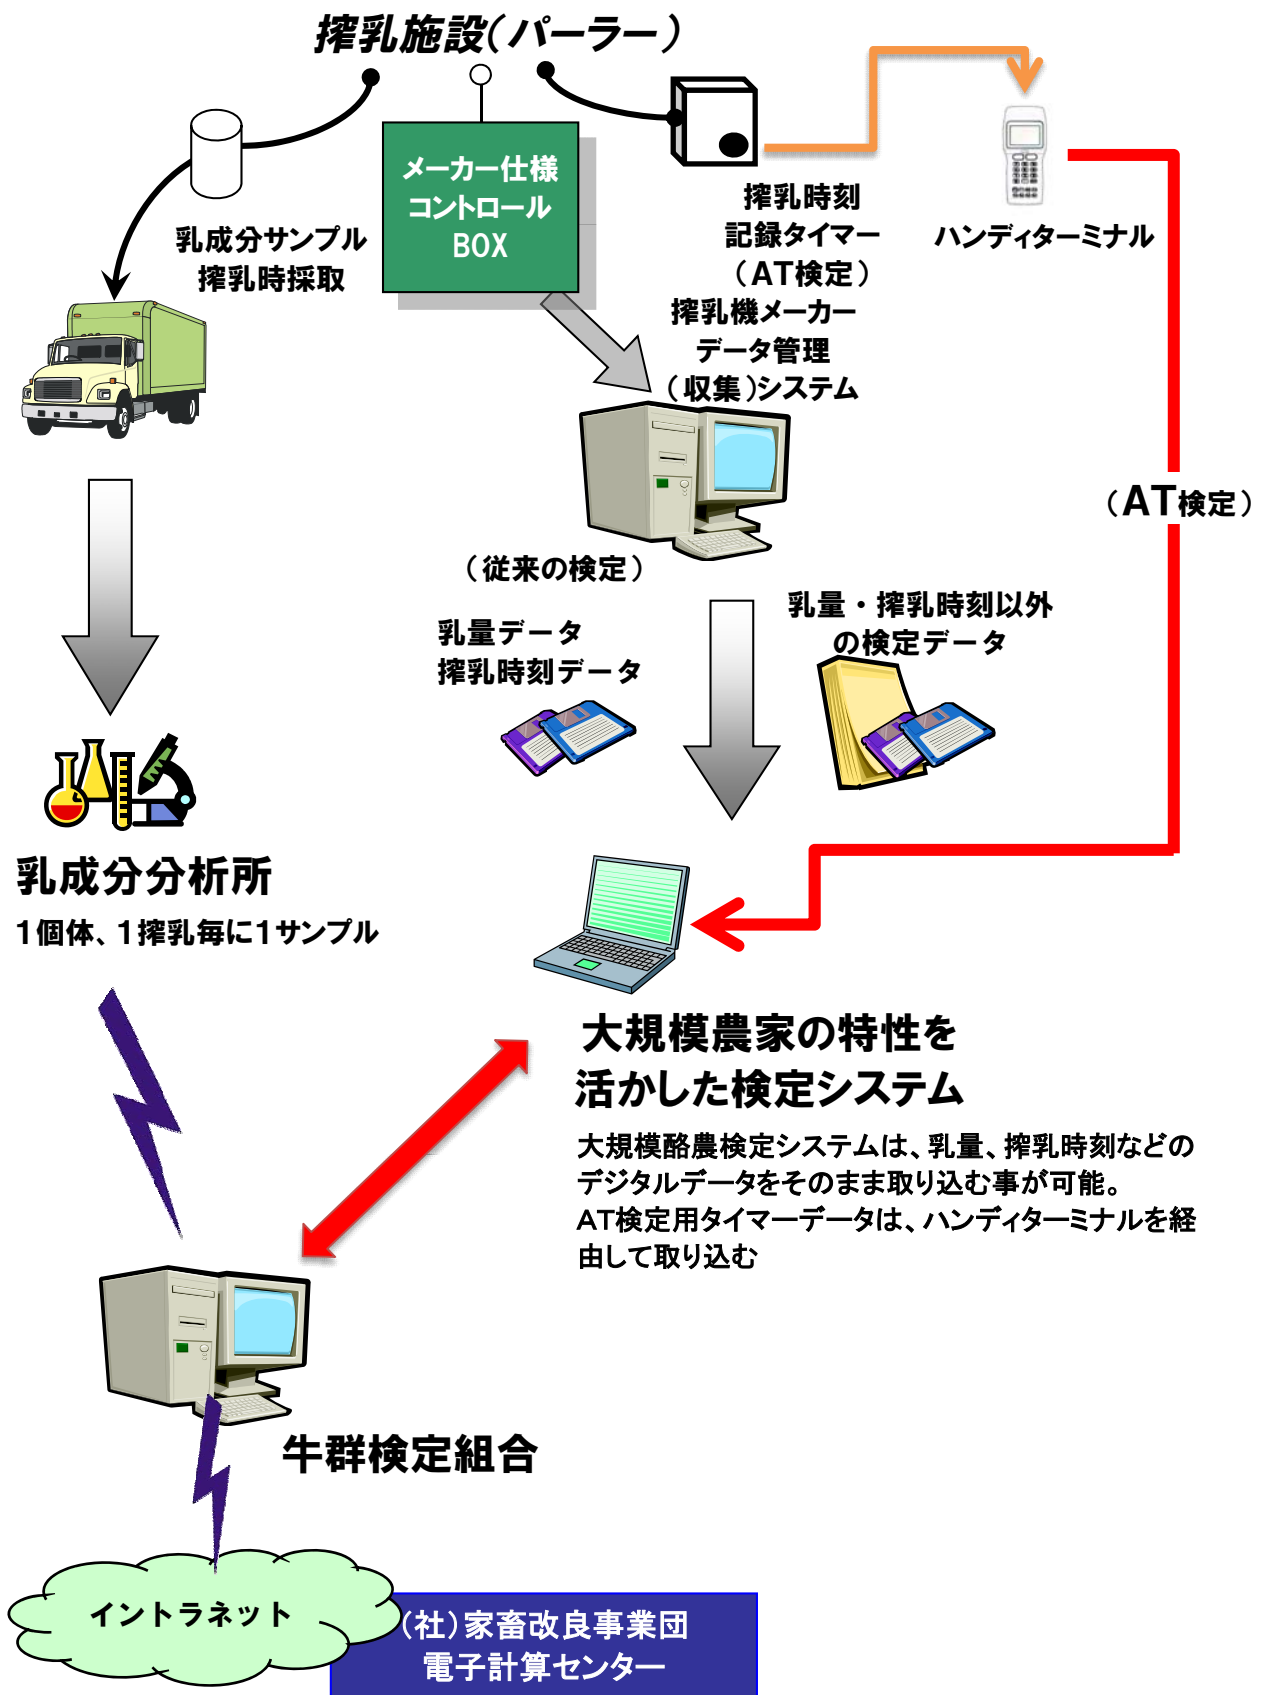 搾乳施設(パーラー)
メーカー仕様
コントロール
BOX
乳成分サンプル
搾乳時採取
搾乳時刻
記録タイマー
(AT検定)
ハンディターミナル
搾乳機メーカー
データ管理
(収集)システム
(AT検定)
(従来の検定)
乳量データ
搾乳時刻データ
乳量・搾乳時刻以外
の検定データ
乳成分分析所
1個体、1搾乳毎に1サンプル
大規模農家の特性を
活かした検定システム
大規模酪農検定システムは、乳量、搾乳時刻などの
デジタルデータをそのまま取り込む事が可能。
AT検定用タイマーデータは、ハンディターミナルを経
由して取り込む
牛群検定組合
イントラネット
(社)家畜改良事業団
電子計算センター